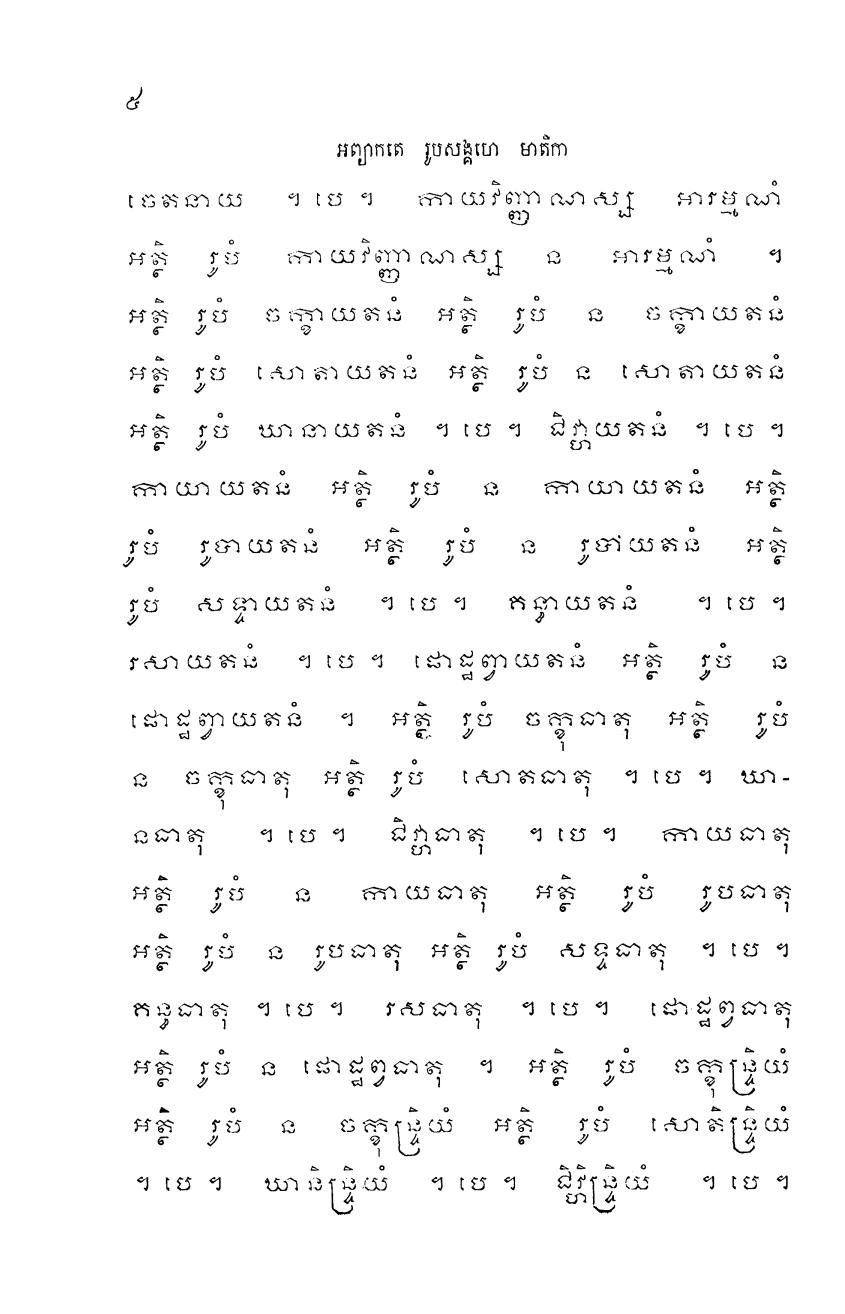 ៥
អព្យាកតេ រូបសង្គហេ មាតិកា
ចេតនាយ ។ បេ ។ កាយវិញ្ញាណស្ស អារម្មណំ
អត្ថិ រូបំ កាយវិញ្ញាណស្ស ន អារម្មណំ ។
អត្ថិ រូបំ ចក្ខាយតនំ អត្ថិ រូបំ ន ចក្ខាយតនំ
អត្ថិ រូបំ សោតាយតនំ អត្ថិ រូបំ ន សោតាយតនំ
អត្ថិ រូបំ ឃានាយតនំ ។ បេ ។ ជិវ្ហាយតនំ ។ បេ ។
កាយាយតនំ អត្ថិ រូបំ ន កាយាយតនំ អត្ថិ
រូបំ រូបាយតនំ អត្ថិ រូបំ ន រូបាយតនំ អត្ថិ
រូបំ សទ្ទាយតនំ ។ បេ ។ គន្ធាយតនំ ។ បេ ។
រសាយតនំ ។ បេ ។ ផោដ្ឋព្វាយតនំ អត្ថិ រូបំ ន
ផោដ្ឋព្វាយតនំ ។ អត្ថិ រូបំ ចក្ខុធាតុ អត្ថិ រូបំ
ន ចក្ខុធាតុ អត្ថិ រូបំ សោតធាតុ ។ បេ ។ ឃា-
នធាតុ ។ បេ ។ ជិវ្ហាធាតុ ។ បេ ។ កាយធាតុ
អត្ថិ រូបំ ន កាយធាតុ អត្ថិ រូបំ រូបធាតុ
អត្ថិ រូបំ ន រូបធាតុ អត្ថិ រូបំ សទ្ទធាតុ ។ បេ ។
គន្ធធាតុ ។ បេ ។ រសធាតុ ។ បេ ។ ផោដ្ឋព្វធាតុ
អត្ថិ រូបំ ន ផោដ្ឋព្វធាតុ ។ អត្ថិ រូបំ ចក្ខុន្ទ្រិយំ
អត្ថិ រូបំ ន ចក្ខុន្ទ្រិយំ អត្ថិ រូបំ សោតិន្ទ្រិយំ
។ បេ ។ ឃានិន្ទ្រិយំ ។ បេ ។ ជិវ្ហិន្ទ្រិយំ ។ បេ ។